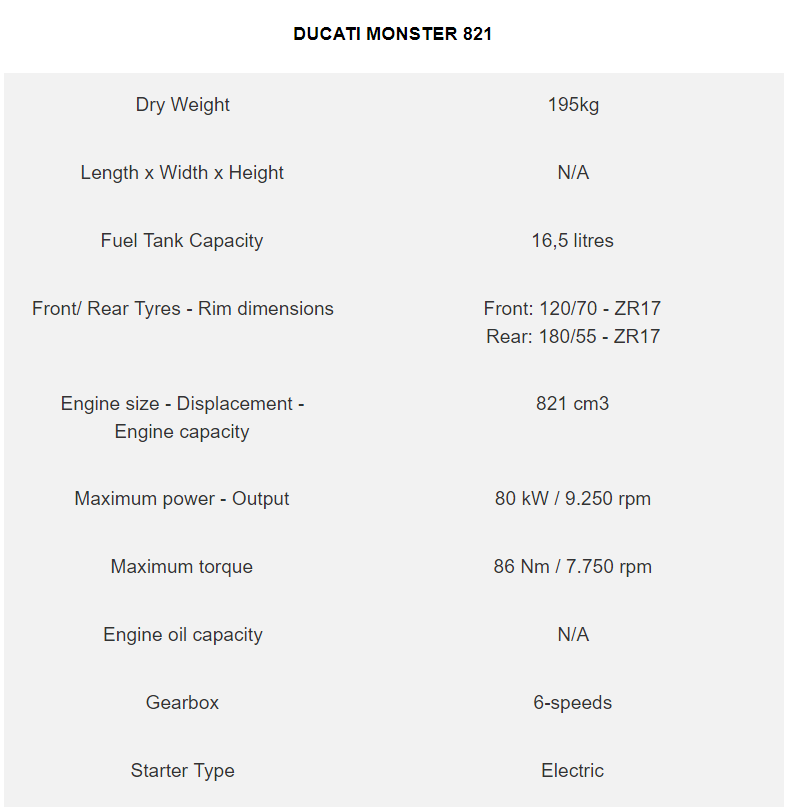 DUCATI MONSTER 821
Dry Weight 195kg
Length x Width x Height N/A
Fuel Tank Capacity 16,5 litres
Front/ Rear Tyres - Rim dimensions Front: 120/70 - ZR17
Rear: 180/55 - ZR17
Engine size - Displacement - 821 cm3
Engine capacity
Maximum power - Output 80 kW / 9.250 rpm
Maximum torque 86 Nm / 7.750 rpm
Engine oil capacity N/A
Gearbox 6-speeds
Starter Type Electric